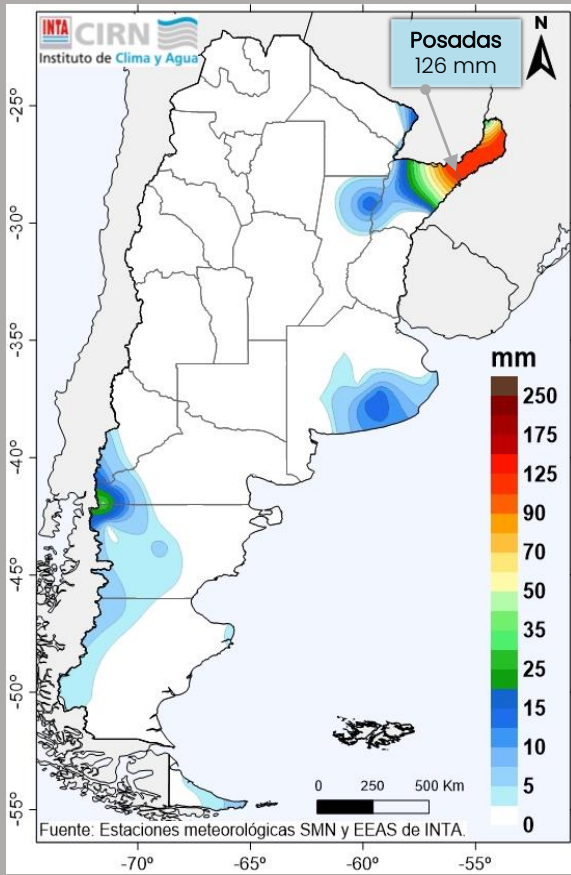 INTA CIRN
Instituto de Clima y Agua
Posadas
126 mm
N
-25°
-30°
-35°
-40°
-45°
-50°
-55°
mm
250
175
125
90
70
50
35
25
15
10
5
0
0 250 500 Km
Fuente: Estaciones meteorológicas SMN y EEAS de INTA.
-70° -65° -60° -55° -50°